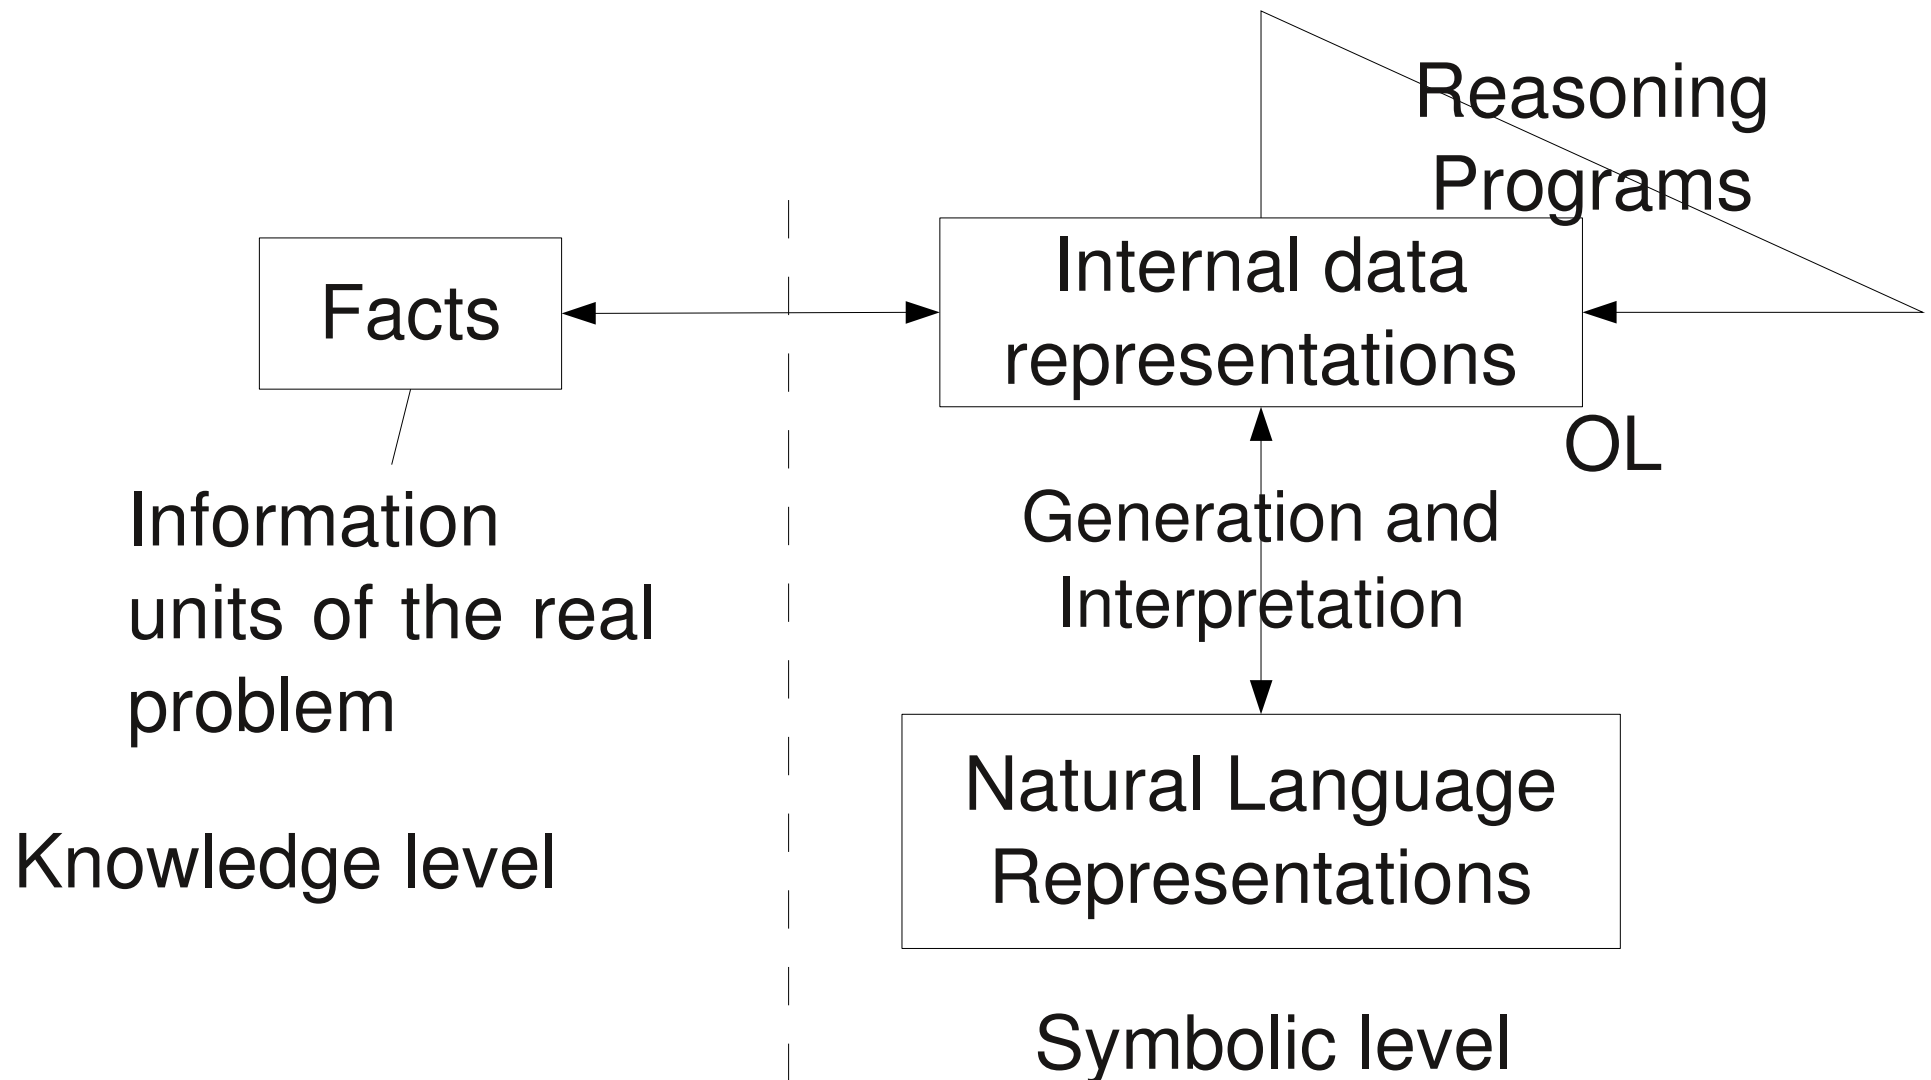 Reasoning
Programs
Facts
Internal data
representations
OL
Information
units of the real
problem
Generation and
Interpretation
Natural Language
Representations
Knowledge level
Symbolic level